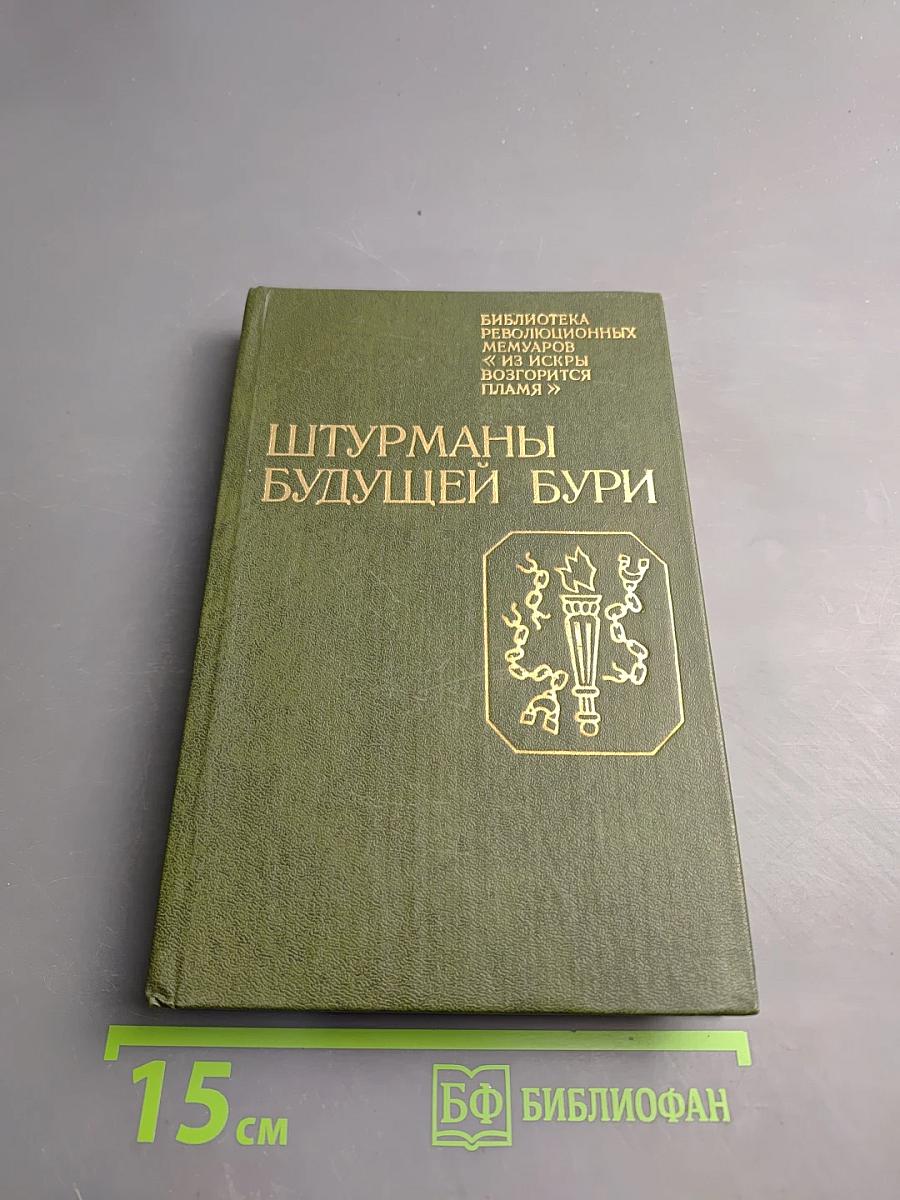 БИБЛИОТЕКА
РЕВОЛЮЦИОННЫХ
МЕМУАРОВ
« ИЗ ИСКРЫ
ВОЗГОРИТСЯ
ПЛАМЯ »
ШТУРМАНЫ
БУДУЩЕЙ БУРИ
15 см
БФ БИБЛИОФАН